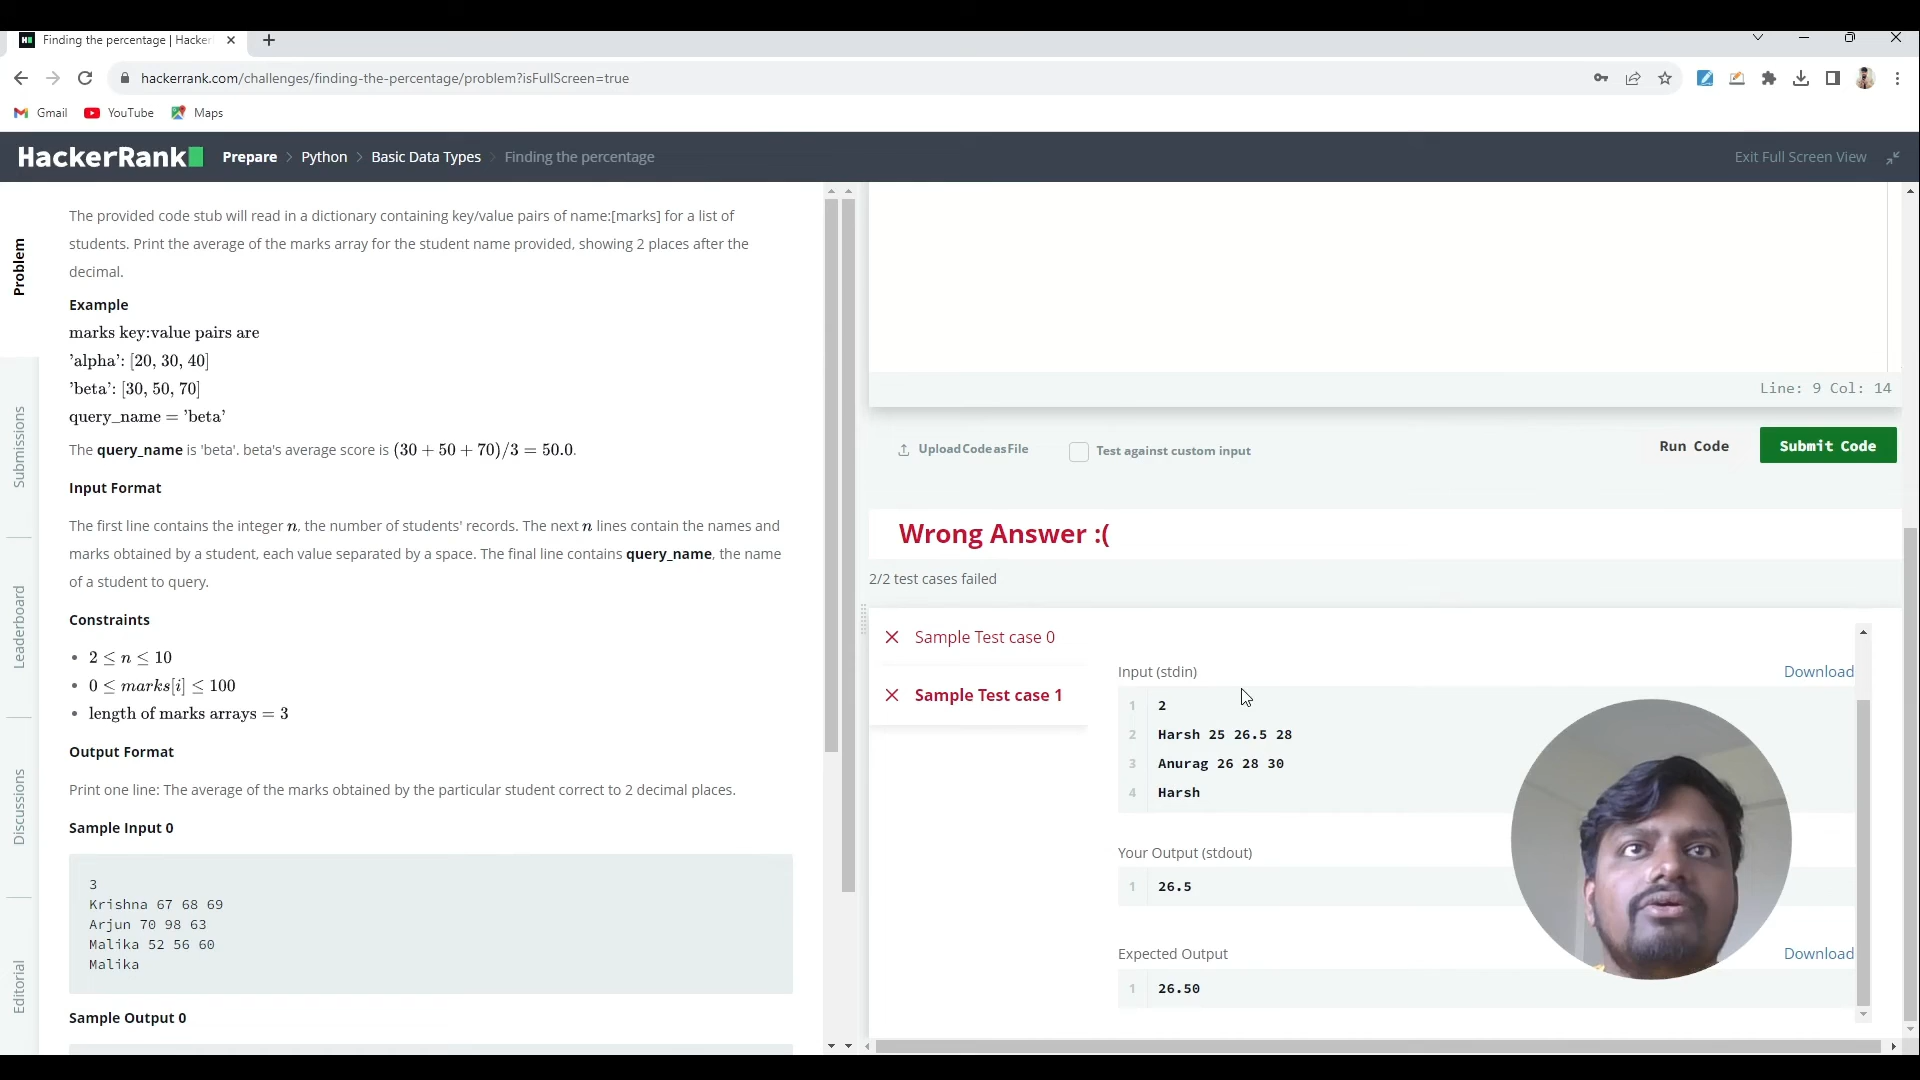 Finding the percentage | Hacker
hackerrank.com/challenges/finding-the-percentage/problem?isFullScreen=true
Gmail
YouTube
Maps
HackerRank
Prepare > Python > Basic Data Types > Finding the percentage
Exit Full Screen View
Problem
Submissions
Leaderboard
Discussions
Editorial
The provided code stub will read in a dictionary containing key/value pairs of name:[marks] for a list of
students. Print the average of the marks array for the student name provided, showing 2 places after the
decimal.
Example
marks key:value pairs are
'alpha': [20, 30, 40]
'beta': [30, 50, 70]
query_name = 'beta'
The query_name is 'beta'. beta's average score is (30 + 50 + 70)/3 = 50.0.
Input Format
The first line contains the integer n, the number of students' records. The next n lines contain the names and
marks obtained by a student, each value separated by a space. The final line contains query_name, the name
of a student to query.
Constraints
• 2 ≤ n ≤ 10
• 0 ≤ marks[i] ≤ 100
• length of marks arrays = 3
Output Format
Print one line: The average of the marks obtained by the particular student correct to 2 decimal places.
Sample Input 0
3
Krishna 67 68 69
Arjun 70 98 63
Malika 52 56 60
Malika
Sample Output 0
Line: 9 Col: 14
Upload Code as File
Test against custom input
Run Code
Submit Code
Wrong Answer :(
2/2 test cases failed
Sample Test case 0
Sample Test case 1
Input (stdin)
Download
1 2
2 Harsh 25 26.5 28
3 Anurag 26 28 30
4 Harsh
Your Output (stdout)
1 26.5
Expected Output
Download
1 26.50